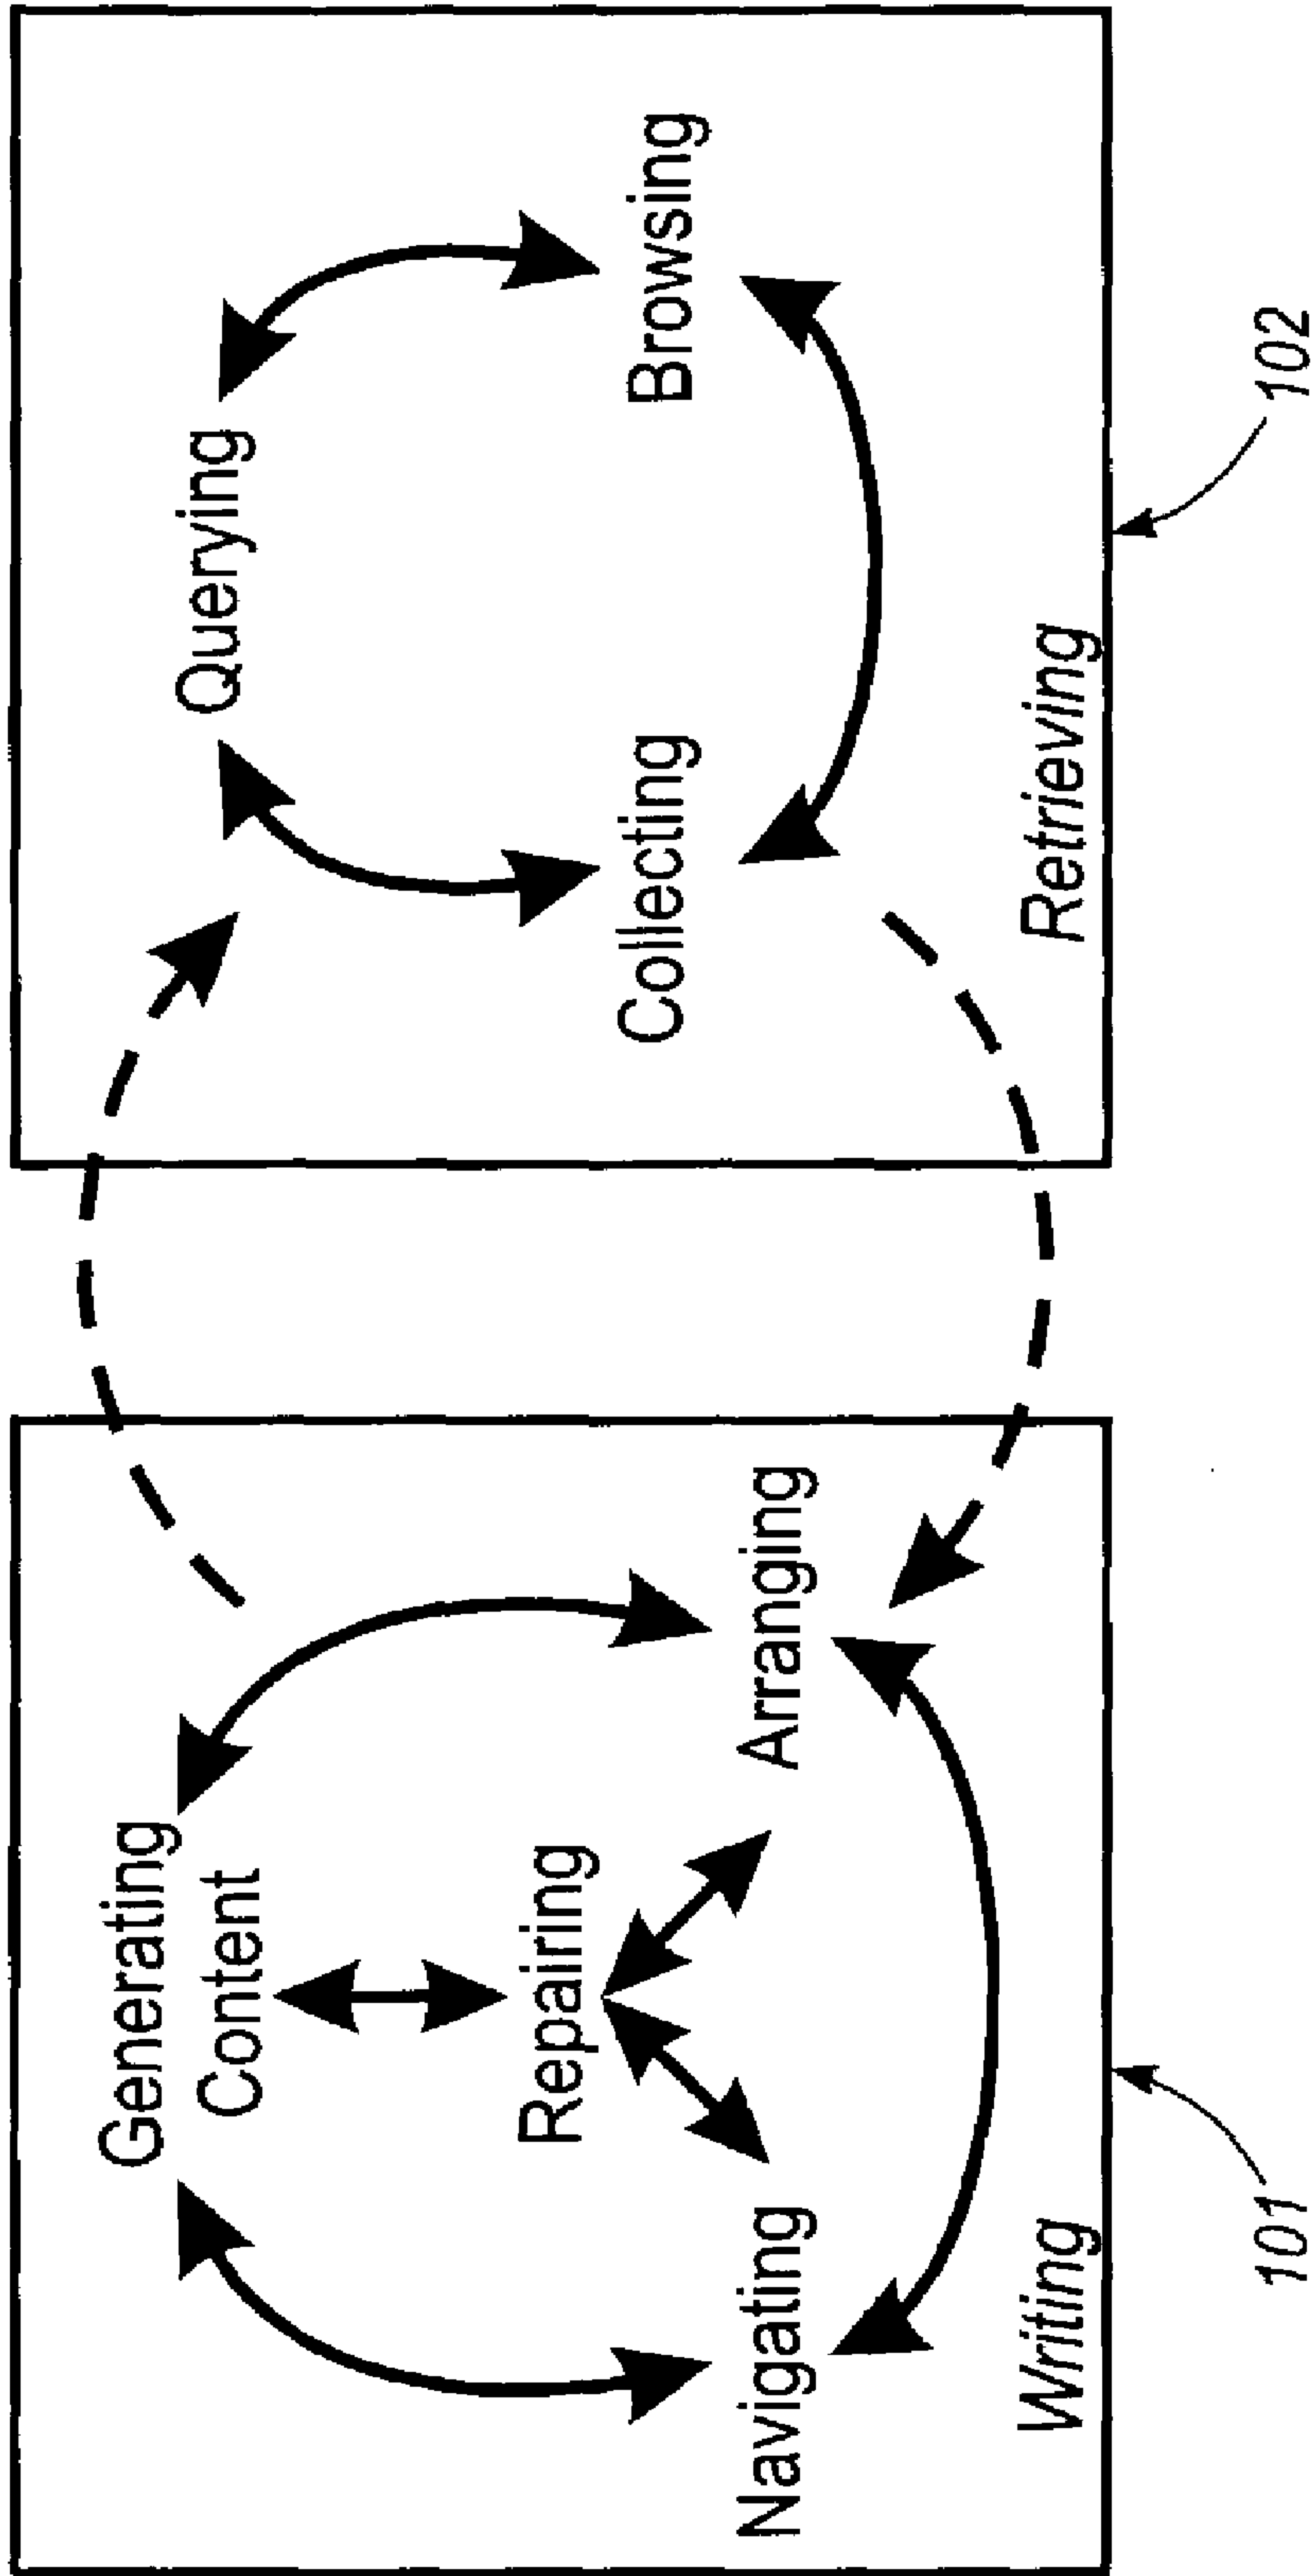 Generating
Content
Repairing
Navigating
Arranging
Writing
101
Querying
Collecting
Browsing
Retrieving
102